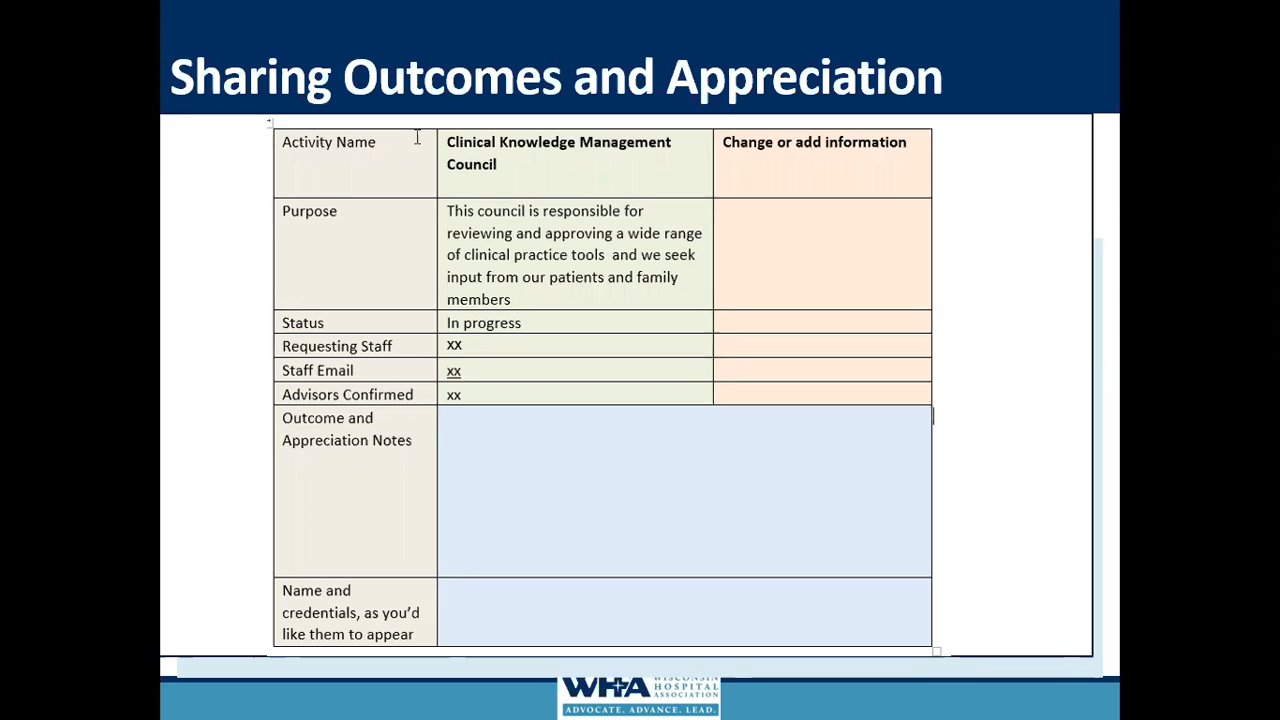 Sharing Outcomes and Appreciation
Activity Name
Clinical Knowledge Management
Council
Change or add information
Purpose
This council is responsible for
reviewing and approving a wide range
of clinical practice tools and we seek
input from our patients and family
members
Status
In progress
Requesting Staff
xx
Staff Email
xx
Advisors Confirmed
xx
Outcome and
Appreciation Notes
Name and
credentials, as you’d
like them to appear
WHA
WISCONSIN
HOSPITAL
ASSOCIATION
ADVOCATE. ADVANCE. LEAD.